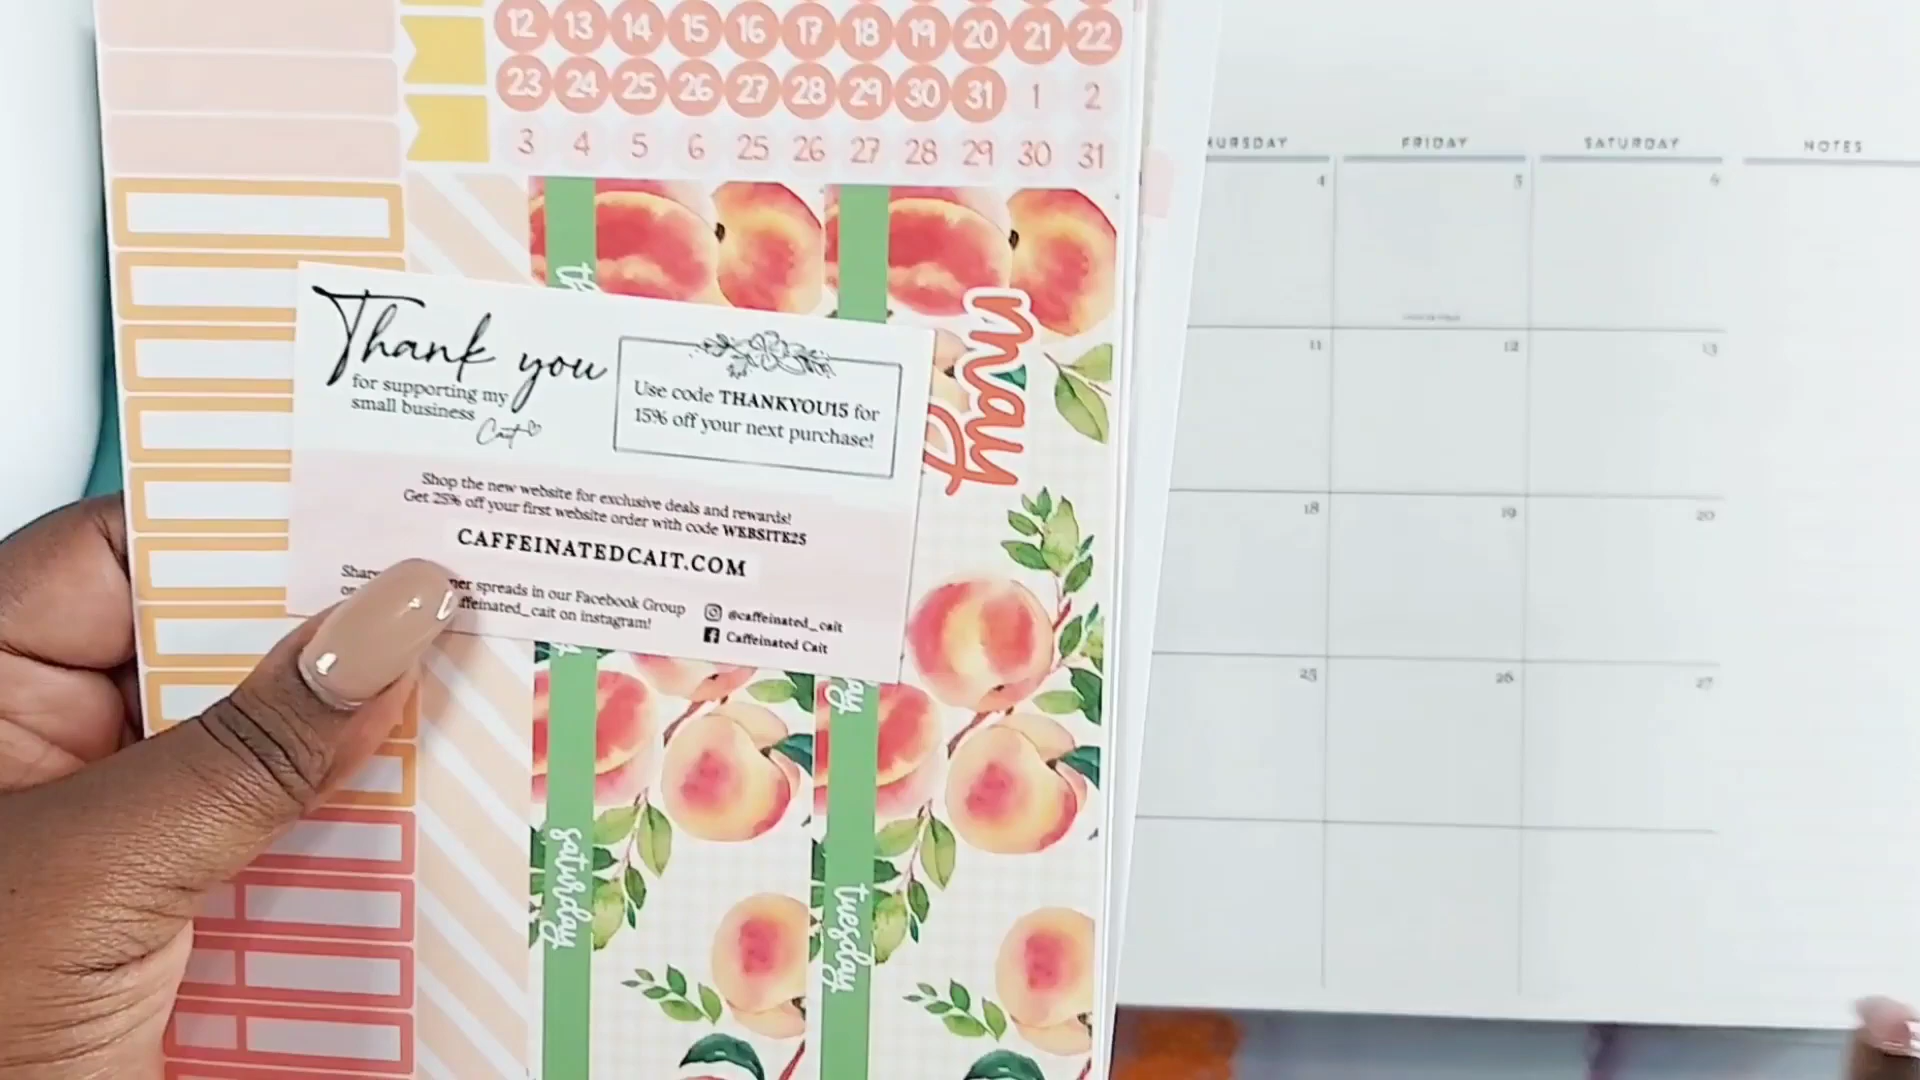 12 13 14 15 16 17 18 19 20 21 22
23 24 25 26 27 28 29 30 31 1 2
3 4 5 6 25 26 27 28 29 30 31
may
Thank you
for supporting my
small business
Cait
Use code THANKYOU15 for
15% off your next purchase!
Shop the new website for exclusive deals and rewards!
Get 25% off your first website order with code WEBSITE25
CAFFEINATEDCAIT.COM
spreads in our Facebook Group
on instagram!
@caffeinated_cait
Caffeinated Cait
saturday
tuesday
FRIDAY SATURDAY NOTES
4 5 6
11 12 13
18 19 20
25 26 27